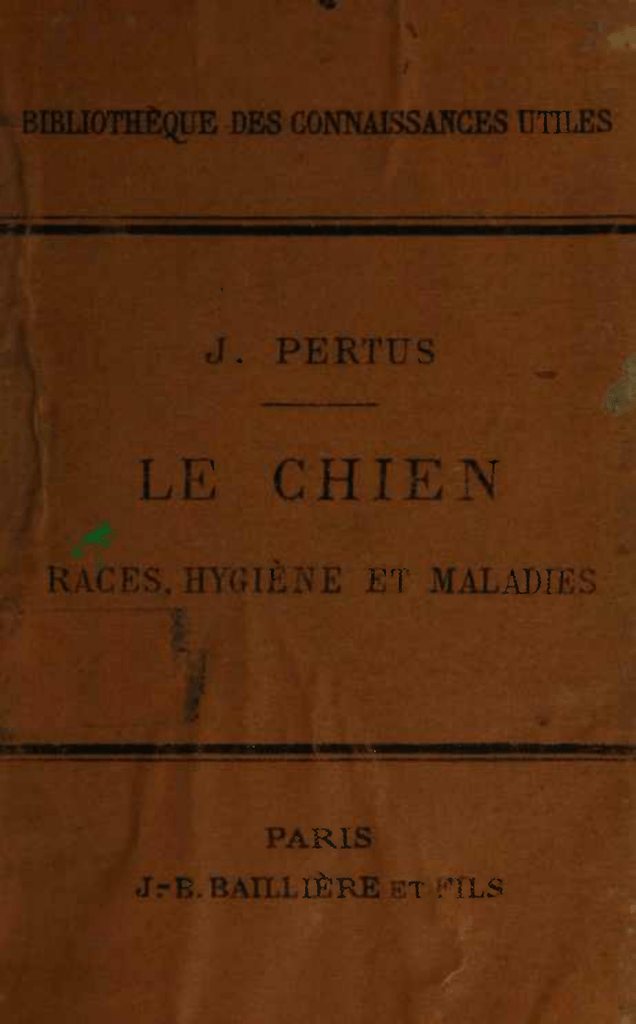 BIBLIOTHÈQUE DES CONNAISSANCES UTILES
J. PERTUS
LE CHIEN
RACES, HYGIÈNE ET MALADIES
PARIS
J.-B. BAILLIÈRE ET FILS